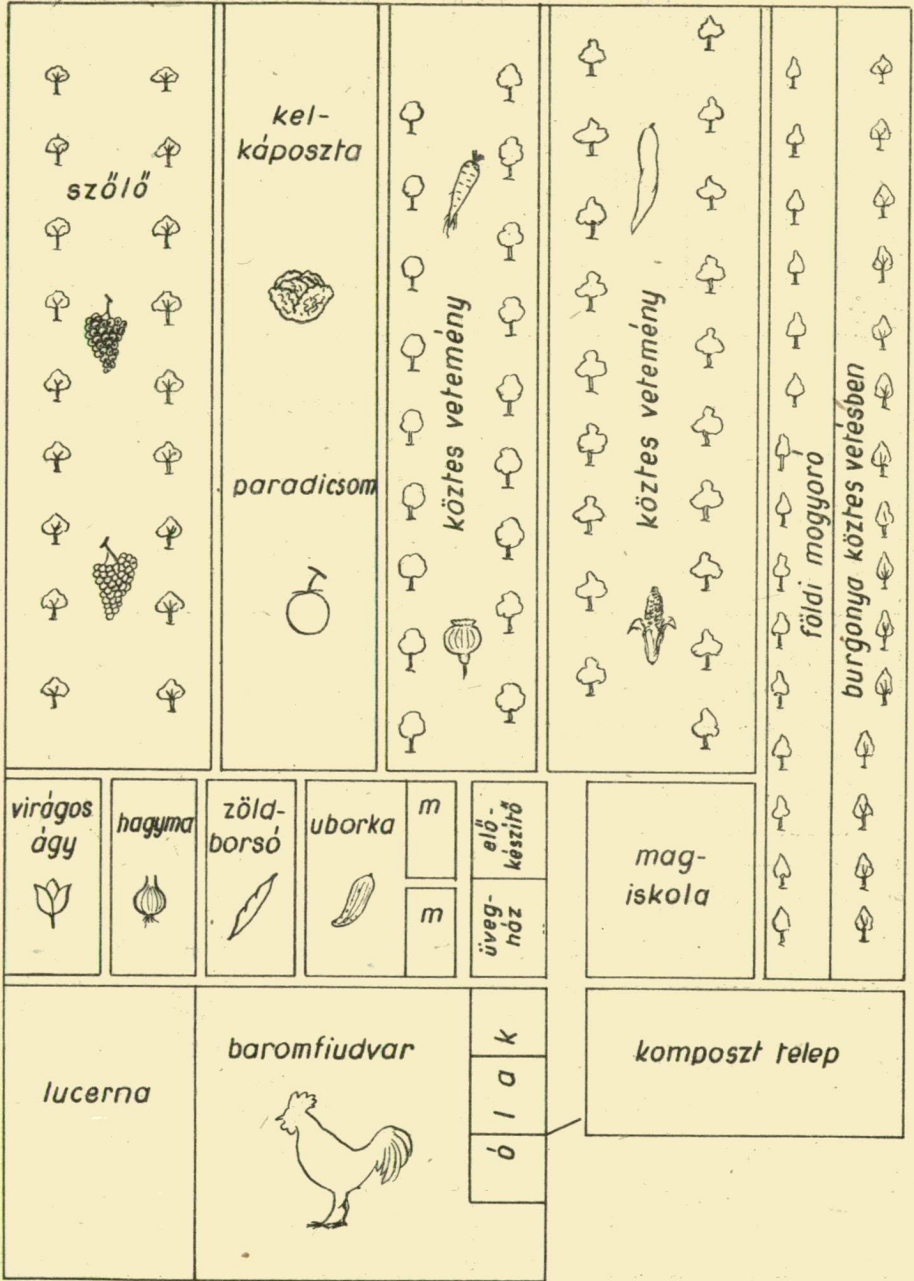 szőlő
kel-
káposzta
paradicsom
köztes vetemény
köztes vetemény
földi mogyoró
burgonya köztes vetésben
virágos
ágy
hagyma
zöld-
borsó
uborka
m
m
elő-
készítő
üveg-
ház
mag-
iskola
lucerna
baromfiudvar
ólak
komposzt telep